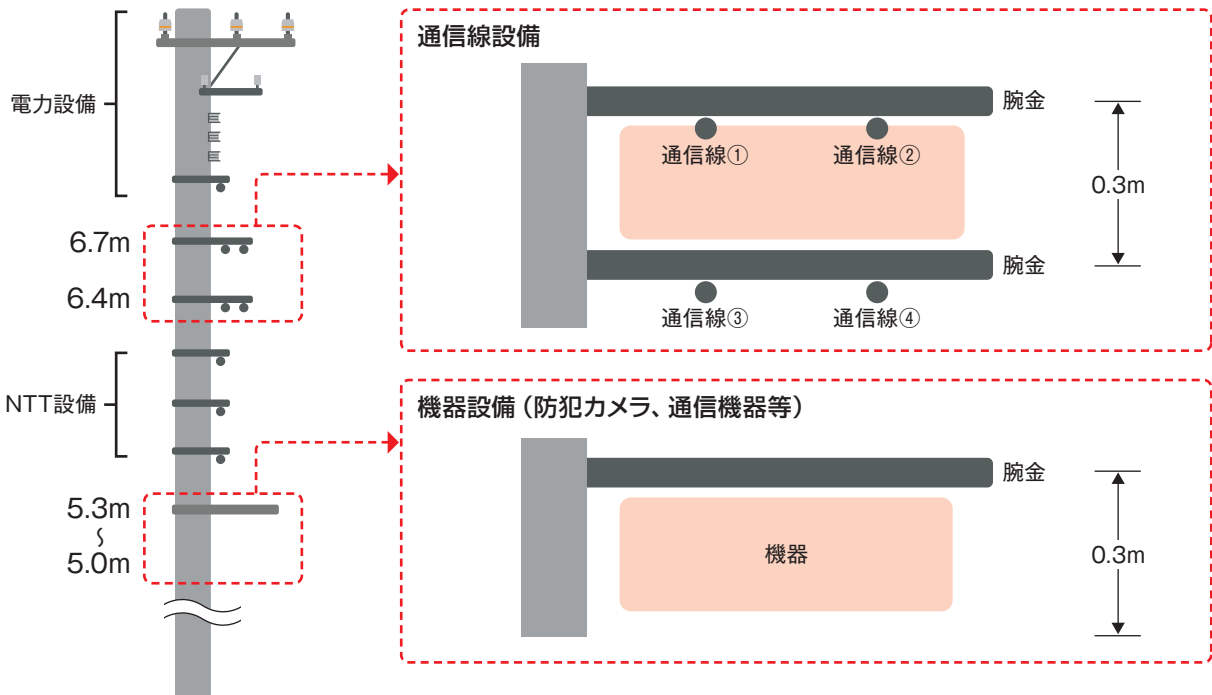 電力設備
6.7m
6.4m
NTT設備
5.3m
〜
5.0m
通信線設備
腕金
通信線①
通信線②
0.3m
腕金
通信線③
通信線④
機器設備（防犯カメラ、通信機器等）
腕金
機器
0.3m